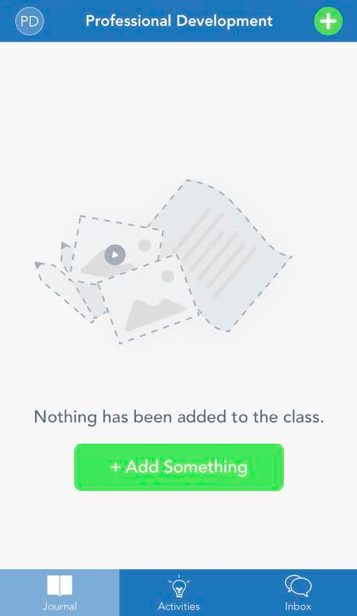 PD
Professional Development
Nothing has been added to the class.
+ Add Something
Journal
Activities
Inbox